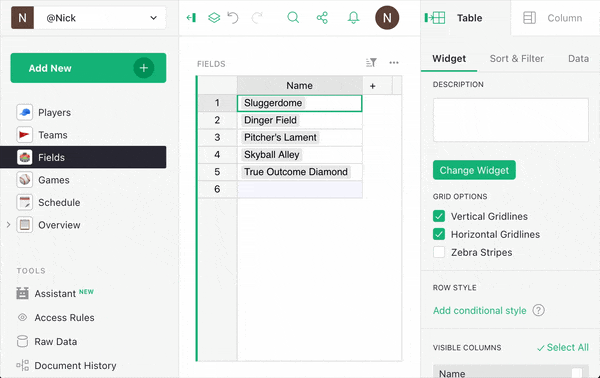 N @Nick
Add New
Players
Teams
Fields
Games
Schedule
Overview
TOOLS
Assistant NEW
Access Rules
Raw Data
Document History
N
FIELDS
Name +
1 Sluggerdome
2 Dinger Field
3 Pitcher's Lament
4 Skyball Alley
5 True Outcome Diamond
6
Table Column
Widget Sort & Filter Data
DESCRIPTION
Change Widget
GRID OPTIONS
Vertical Gridlines
Horizontal Gridlines
Zebra Stripes
ROW STYLE
Add conditional style ?
VISIBLE COLUMNS Select All
Name